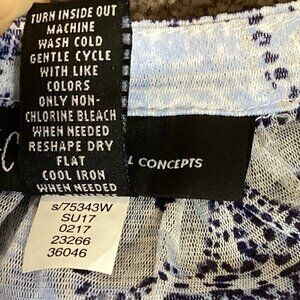 TURN INSIDE OUT
MACHINE
WASH COLD
GENTLE CYCLE
WITH LIKE
COLORS
ONLY NON-
CHLORINE BLEACH
WHEN NEEDED
RESHAPE DRY
FLAT
COOL IRON
WHEN NEEDED
L CONCEPTS
s/75343W
SU17
0217
23266
36046